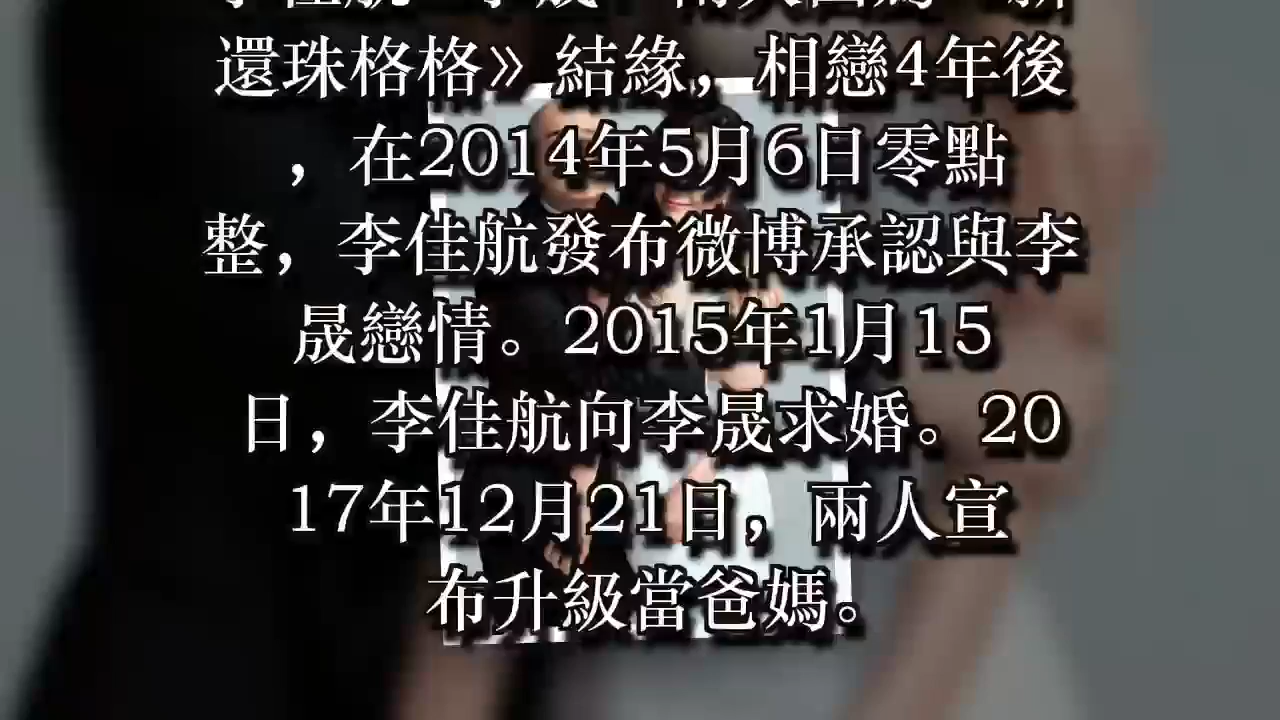 還珠格格》結緣，相戀4年後
，在2014年5月6日零點
整，李佳航發布微博承認與李
晟戀情。2015年1月15
日，李佳航向李晟求婚。20
17年12月21日，兩人宣
布升級當爸媽。